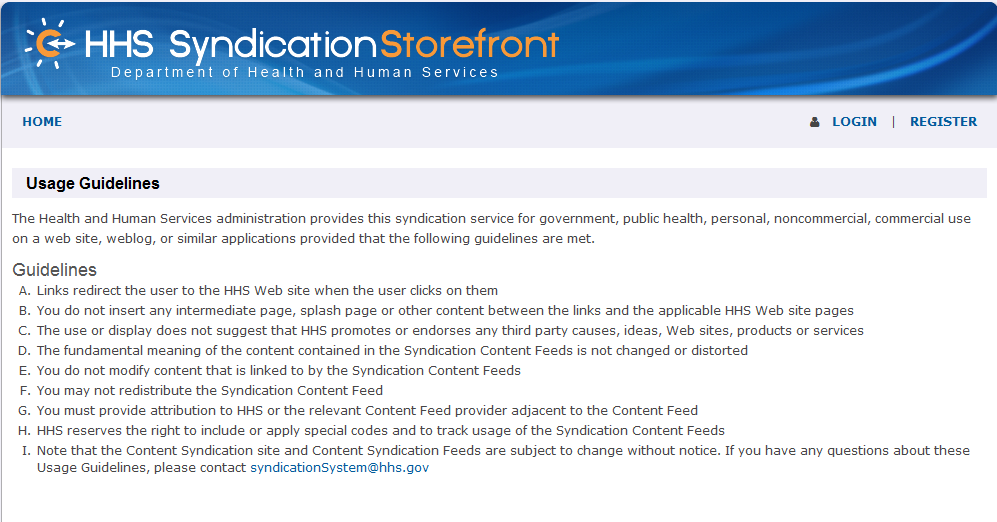 HHS SyndicationStorefront
Department of Health and Human Services
HOME
LOGIN | REGISTER
Usage Guidelines
The Health and Human Services administration provides this syndication service for government, public health, personal, noncommercial, commercial use
on a web site, weblog, or similar applications provided that the following guidelines are met.
Guidelines
A. Links redirect the user to the HHS Web site when the user clicks on them
B. You do not insert any intermediate page, splash page or other content between the links and the applicable HHS Web site pages
C. The use or display does not suggest that HHS promotes or endorses any third party causes, ideas, Web sites, products or services
D. The fundamental meaning of the content contained in the Syndication Content Feeds is not changed or distorted
E. You do not modify content that is linked to by the Syndication Content Feeds
F. You may not redistribute the Syndication Content Feed
G. You must provide attribution to HHS or the relevant Content Feed provider adjacent to the Content Feed
H. HHS reserves the right to include or apply special codes and to track usage of the Syndication Content Feeds
I. Note that the Content Syndication site and Content Syndication Feeds are subject to change without notice. If you have any questions about these
Usage Guidelines, please contact syndicationSystem@hhs.gov